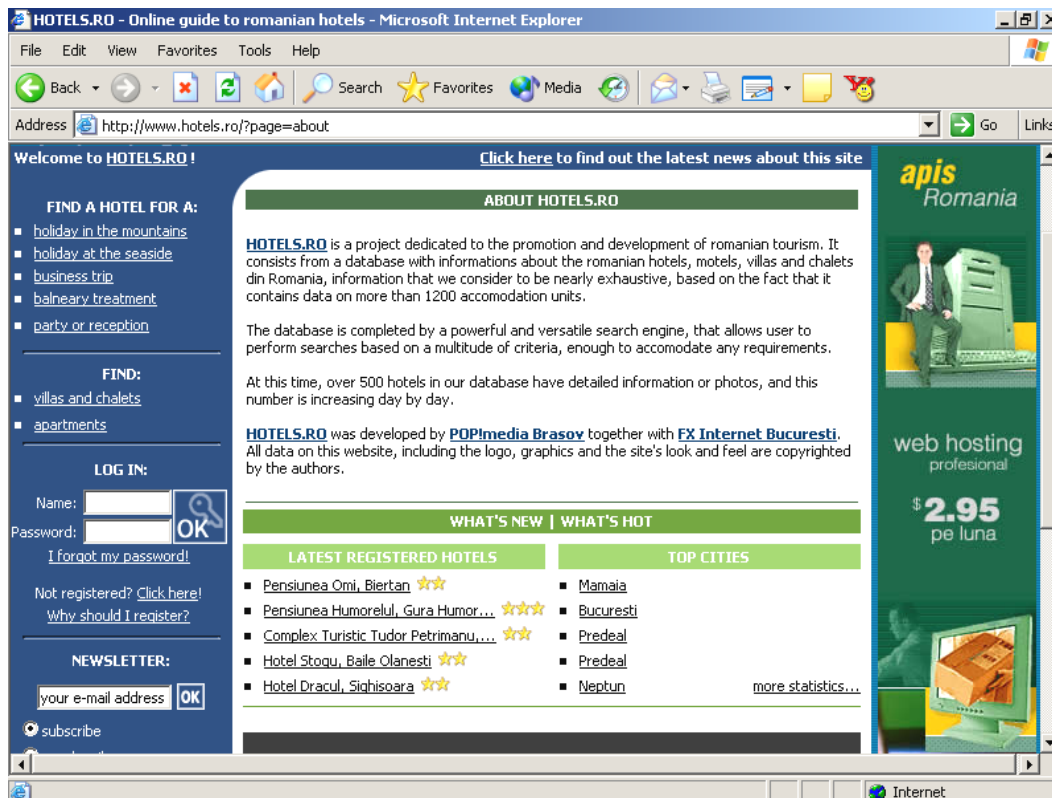 HOTELS.RO - Online guide to romanian hotels - Microsoft Internet Explorer
File Edit View Favorites Tools Help
Back Search Favorites Media
Address http://www.hotels.ro/?page=about Go Links
Welcome to HOTELS.RO !
Click here to find out the latest news about this site
FIND A HOTEL FOR A:
holiday in the mountains
holiday at the seaside
business trip
balneary treatment
party or reception
FIND:
villas and chalets
apartments
LOG IN:
Name:
Password:
OK
I forgot my password!
Not registered? Click here!
Why should I register?
NEWSLETTER:
your e-mail address OK
subscribe
ABOUT HOTELS.RO
HOTELS.RO is a project dedicated to the promotion and development of romanian tourism. It
consists from a database with informations about the romanian hotels, motels, villas and chalets
din Romania, information that we consider to be nearly exhaustive, based on the fact that it
contains data on more than 1200 accomodation units.
The database is completed by a powerful and versatile search engine, that allows user to
perform searches based on a multitude of criteria, enough to accomodate any requirements.
At this time, over 500 hotels in our database have detailed information or photos, and this
number is increasing day by day.
HOTELS.RO was developed by POP!media Brasov together with FX Internet Bucuresti.
All data on this website, including the logo, graphics and the site's look and feel are copyrighted
by the authors.
WHAT'S NEW | WHAT'S HOT
LATEST REGISTERED HOTELS
Pensiunea Omi, Biertan
Pensiunea Humorelul, Gura Humor...
Complex Turistic Tudor Petrimanu,...
Hotel Stogu, Baile Olanesti
Hotel Dracul, Sighisoara
TOP CITIES
Mamaia
Bucuresti
Predeal
Predeal
Neptun
more statistics...
apis
Romania
web hosting
profesional
$2.95
pe luna
Internet